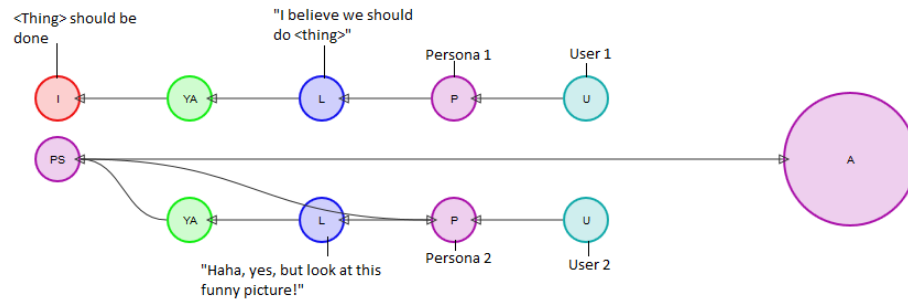 <Thing> should be
done
"I believe we should
do <thing>"
Persona 1
User 1
I
YA
L
P
U
PS
A
YA
L
P
U
"Haha, yes, but look at this
funny picture!"
Persona 2
User 2